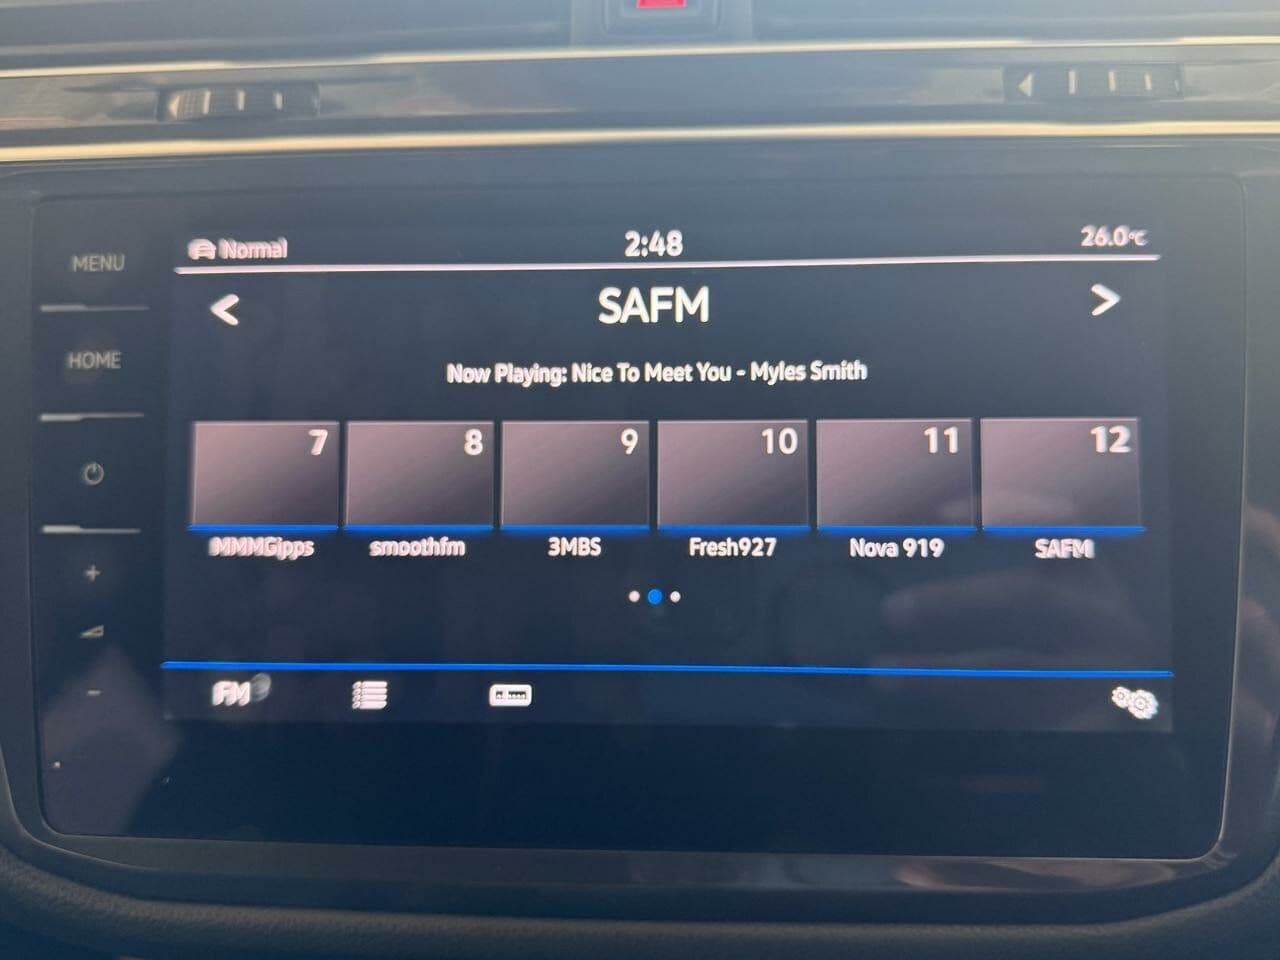 MENU
HOME
Normal
2:48
26.0°C
SAFM
Now Playing: Nice To Meet You - Myles Smith
7
8
9
10
11
12
MMMGipps
smoothfm
3MBS
Fresh927
Nova 919
SAFM
FM